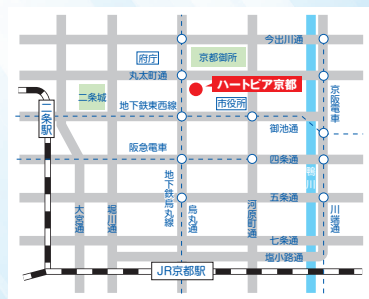 今出川通
府庁
京都御所
丸太町通
ハートピア京都
京阪電車
二条城
二条駅
地下鉄東西線
市役所
御池通
阪急電車
四条通
鴨川
地下鉄烏丸線
五条通
大宮通
堀川通
烏丸通
河原町通
川端通
七条通
塩小路通
JR京都駅